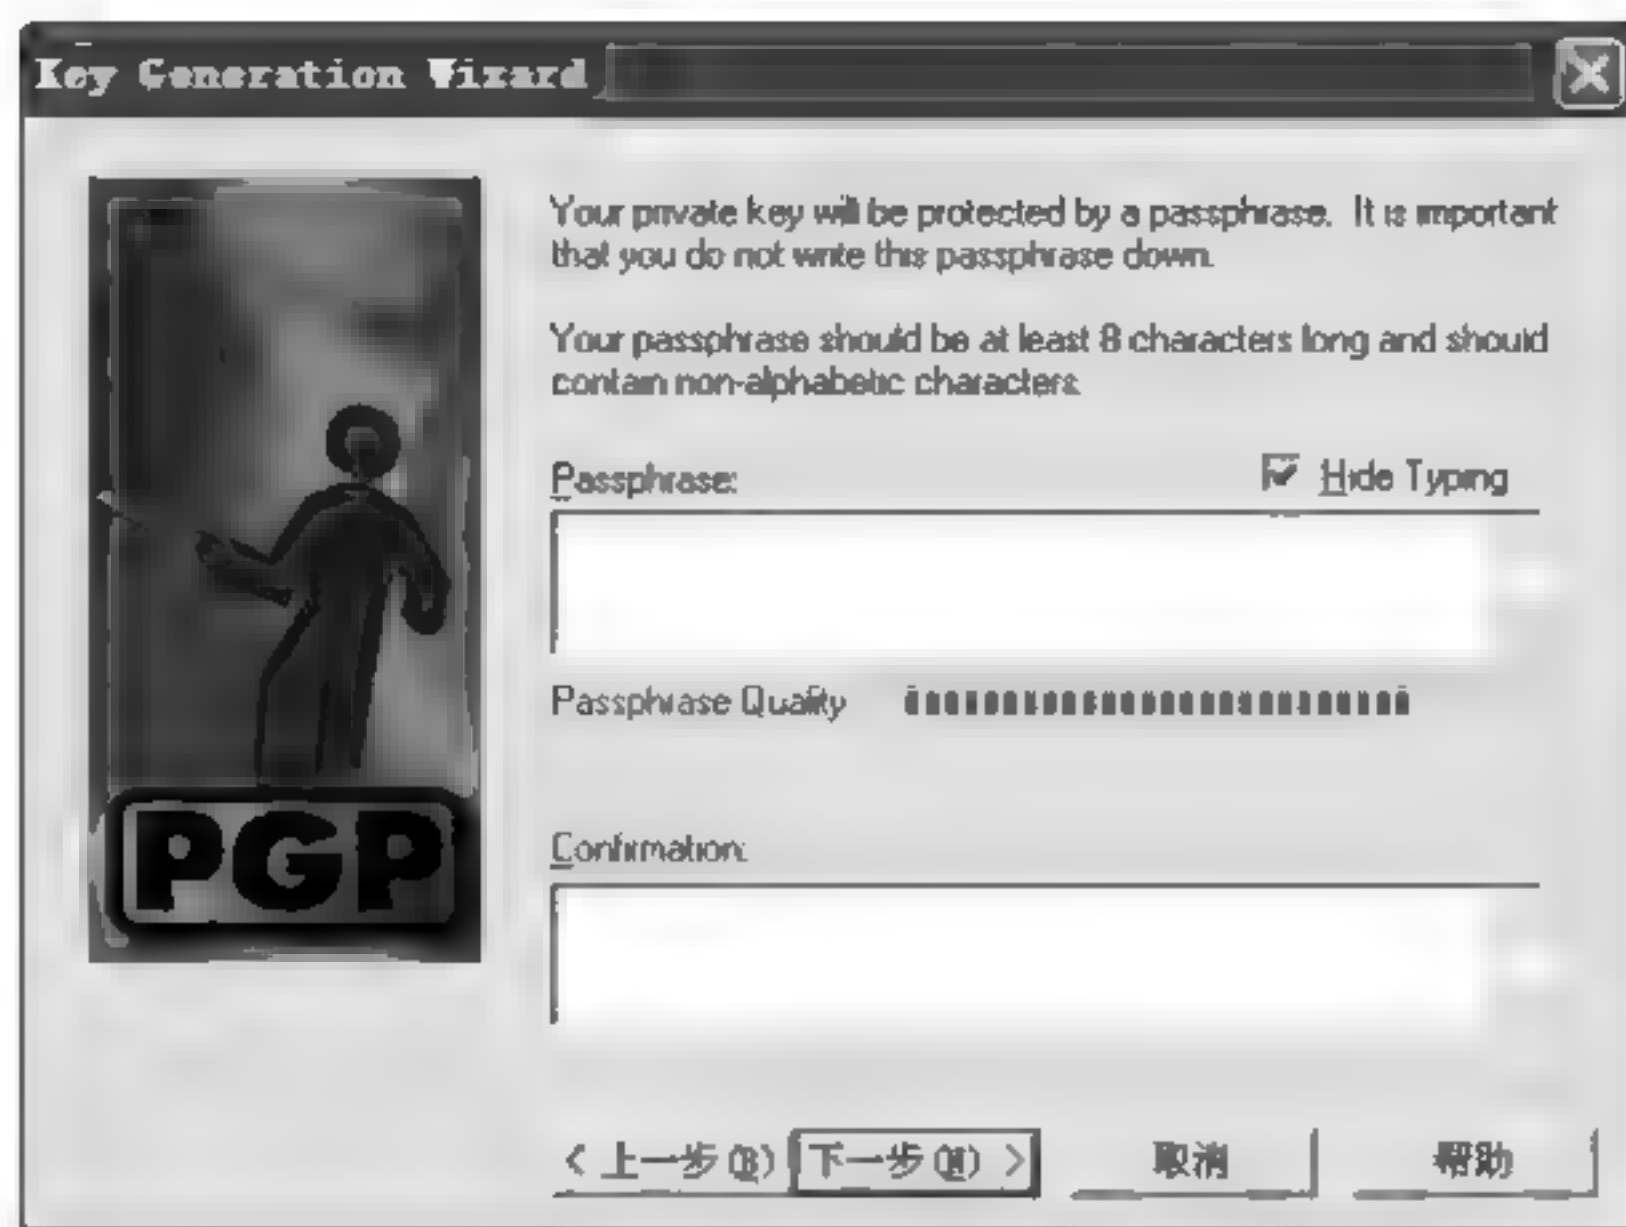 Key Generation Wizard
Your private key will be protected by a passphrase. It is important
that you do not write this passphrase down.
Your passphrase should be at least 8 characters long and should
contain non-alphabetic characters.
Passphrase:
Hide Typing
Passphrase Quality
PGP
Confirmation:
< 上一步(B) 下一步(N) > 取消 帮助